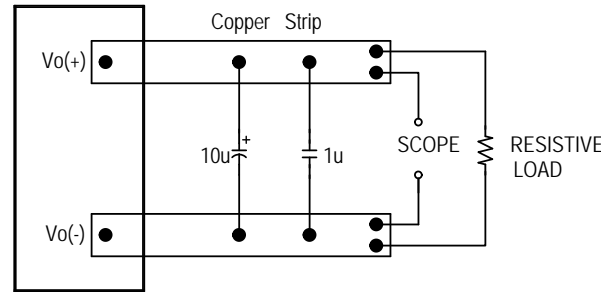 Copper Strip
Vo(+)
10u
+
1u
SCOPE
RESISTIVE
LOAD
Vo(-)